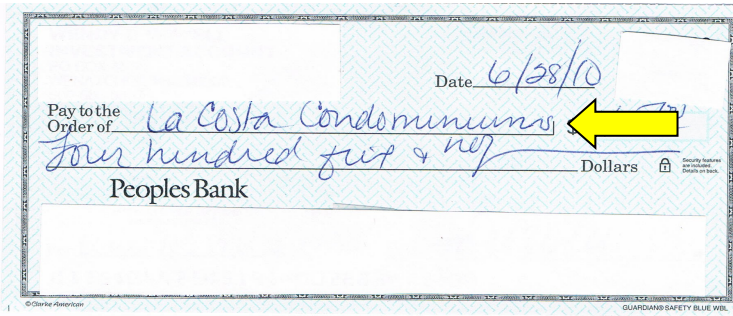 Date 6/28/10
Pay to the
Order of La Costa Condominiums $
Four hundred five & no/
Dollars
Security features
are included.
Details on back.
Peoples Bank
©Clarke American
GUARDIAN® SAFETY BLUE WBL